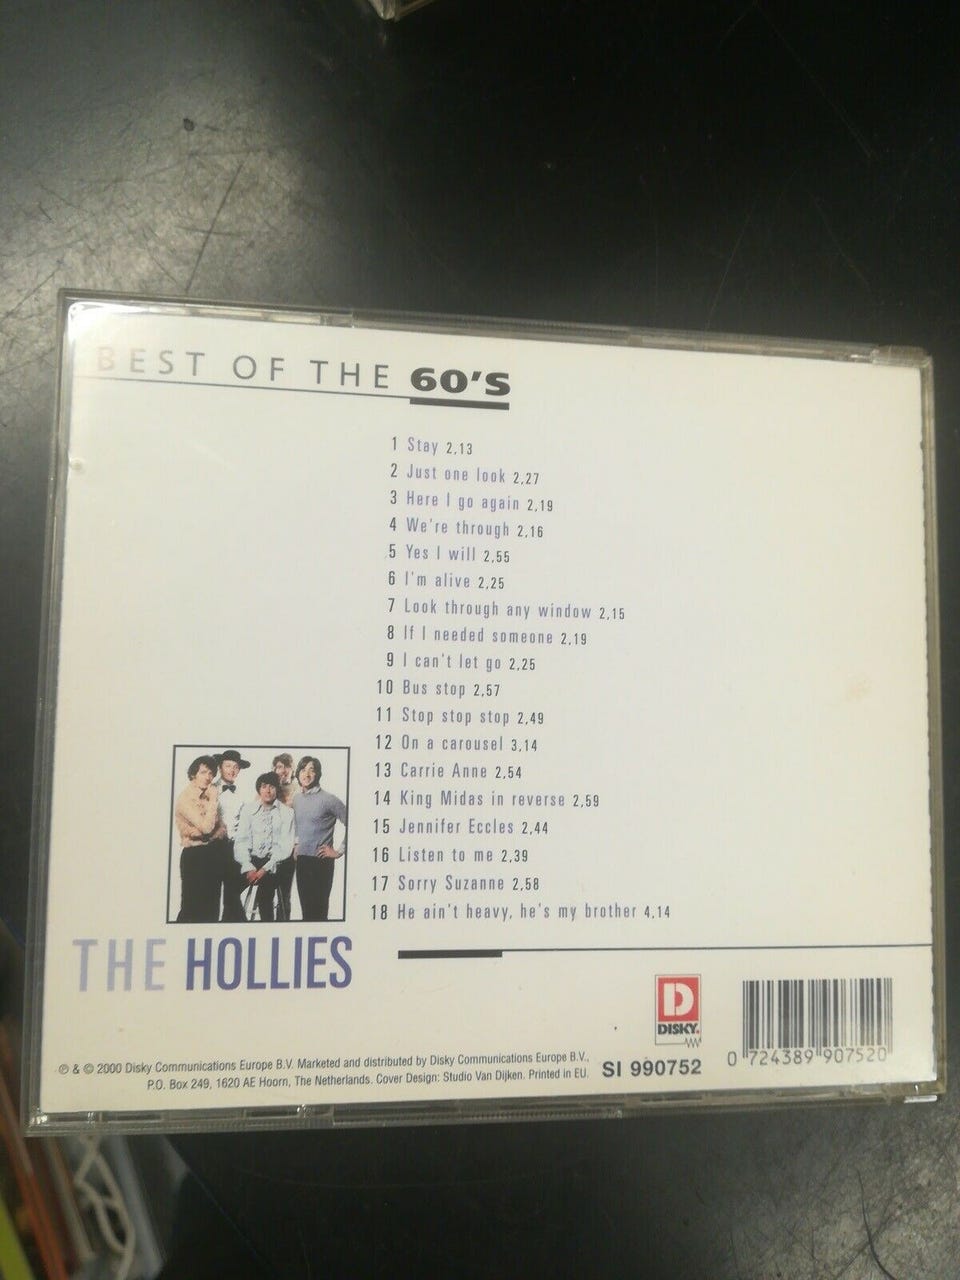 BEST OF THE 60'S
1 Stay 2,13
2 Just one look 2,27
3 Here I go again 2,19
4 We're through 2,16
5 Yes I will 2,55
6 I'm alive 2,25
7 Look through any window 2,15
8 If I needed someone 2,19
9 I can't let go 2,25
10 Bus stop 2,57
11 Stop stop stop 2,49
12 On a carousel 3,14
13 Carrie Anne 2,54
14 King Midas in reverse 2,59
15 Jennifer Eccles 2,44
16 Listen to me 2,39
17 Sorry Suzanne 2,58
18 He ain't heavy, he's my brother 4,14
THE HOLLIES
D
DISKY.
℗ & © 2000 Disky Communications Europe B.V. Marketed and distributed by Disky Communications Europe B.V.,
P.O. Box 249, 1620 AE Hoorn, The Netherlands. Cover Design: Studio Van Dijken. Printed in EU.
SI 990752
0 724389 907520